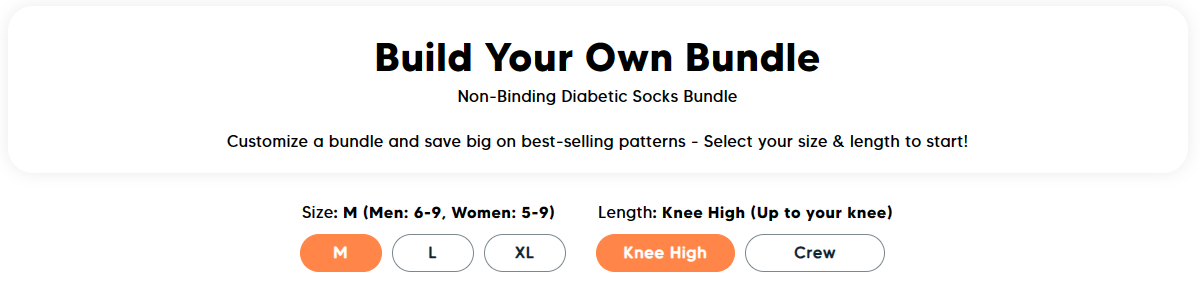 Build Your Own Bundle
Non-Binding Diabetic Socks Bundle
Customize a bundle and save big on best-selling patterns - Select your size & length to start!
Size: M (Men: 6-9, Women: 5-9)
Length: Knee High (Up to your knee)
M
L
XL
Knee High
Crew